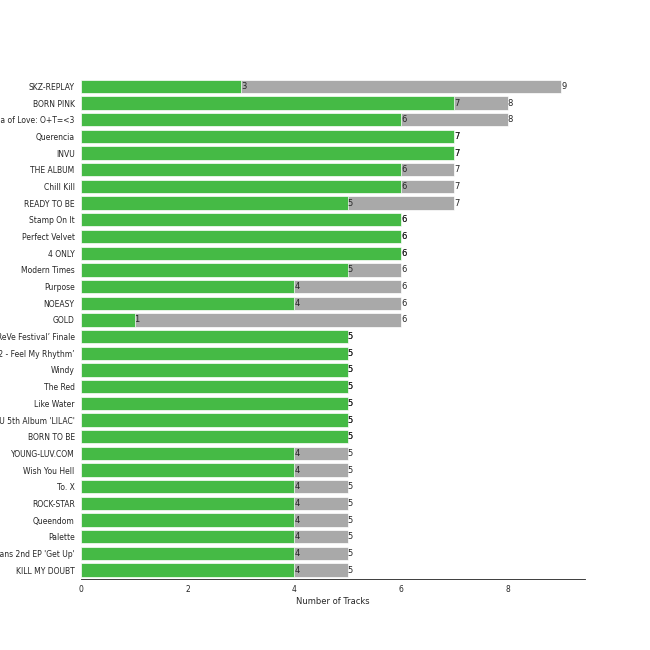 SKZ-REPLAY 3 9
BORN PINK 7 8
a of Love: O+T=<3 6 8
Querencia 7
INVU 7
THE ALBUM 6 7
Chill Kill 6 7
READY TO BE 5 7
Stamp On It 6
Perfect Velvet 6
4 ONLY 6
Modern Times 5 6
Purpose 4 6
NOEASY 4 6
GOLD 1 6
ReVe Festival' Finale 5
2 - Feel My Rhythm' 5
Windy 5
The Red 5
Like Water 5
U 5th Album 'LILAC' 5
BORN TO BE 5
YOUNG-LUV.COM 4 5
Wish You Hell 4 5
To. X 4 5
ROCK-STAR 4 5
Queendom 4 5
Palette 4 5
ans 2nd EP 'Get Up' 4 5
KILL MY DOUBT 4 5
0 2 4 6 8
Number of Tracks